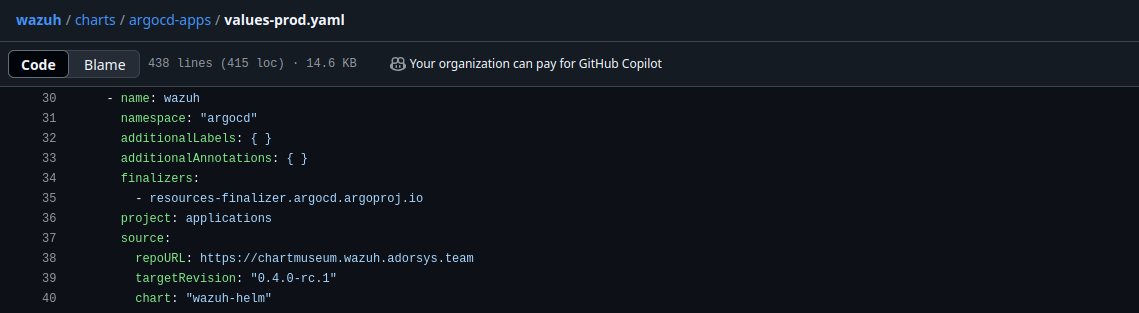 wazuh / charts / argocd-apps / values-prod.yaml
Code Blame 438 lines (415 loc) · 14.6 KB Your organization can pay for GitHub Copilot
30 - name: wazuh
31 namespace: "argocd"
32 additionalLabels: { }
33 additionalAnnotations: { }
34 finalizers:
35 - resources-finalizer.argocd.argoproj.io
36 project: applications
37 source:
38 repoURL: https://chartmuseum.wazuh.adorsys.team
39 targetRevision: "0.4.0-rc.1"
40 chart: "wazuh-helm"